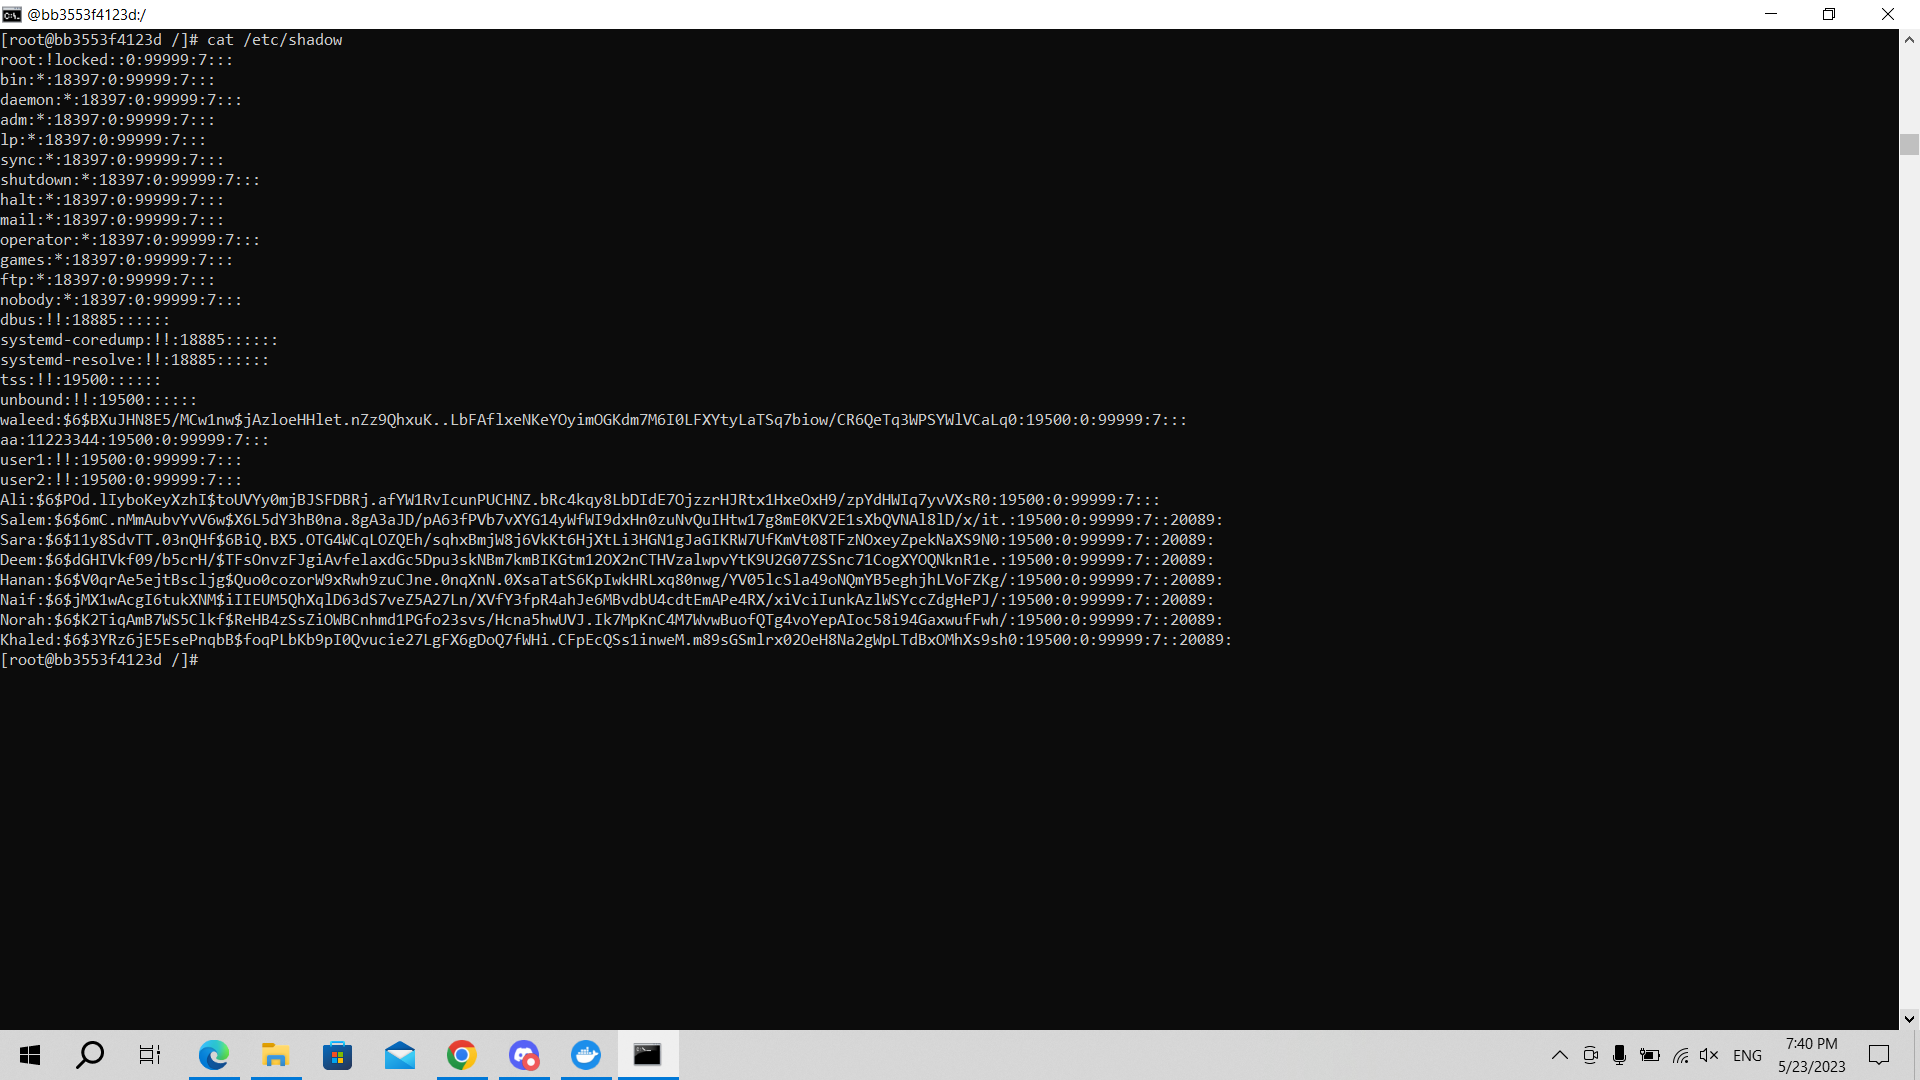 @bb3553f4123d:/
[root@bb3553f4123d /]# cat /etc/shadow
root:!locked::0:99999:7:::
bin:*:18397:0:99999:7:::
daemon:*:18397:0:99999:7:::
adm:*:18397:0:99999:7:::
lp:*:18397:0:99999:7:::
sync:*:18397:0:99999:7:::
shutdown:*:18397:0:99999:7:::
halt:*:18397:0:99999:7:::
mail:*:18397:0:99999:7:::
operator:*:18397:0:99999:7:::
games:*:18397:0:99999:7:::
ftp:*:18397:0:99999:7:::
nobody:*:18397:0:99999:7:::
dbus:!!:18885::::::
systemd-coredump:!!:18885::::::
systemd-resolve:!!:18885::::::
tss:!!:19500::::::
unbound:!!:19500::::::
waleed:$6$BXuJHN8E5/MCw1nw$jAzloeHHlet.nZz9QhxuK..LbFAflxeNKeYOyimOGKdm7M6I0LFXYtyLaTSq7biow/CR6QeTq3WPSYWlVCaLq0:19500:0:99999:7:::
aa:11223344:19500:0:99999:7:::
user1:!!:19500:0:99999:7:::
user2:!!:19500:0:99999:7:::
Ali:$6$POd.lIyboKeyXzhI$toUVYy0mjBJSFDBRj.afYW1RvIcunPUCHNZ.bRc4kqy8LbDIdE7OjzzrHJRtx1HxeOxH9/zpYdHWIq7yvVXsR0:19500:0:99999:7:::
Salem:$6$6mC.nMmAubvYvV6w$X6L5dY3hB0na.8gA3aJD/pA63fPVb7vXYG14yWfWI9dxHn0zuNvQuIHtw17g8mE0KV2E1sXbQVNAl8lD/x/it.:19500:0:99999:7::20089:
Sara:$6$11y8SdvTT.03nQHf$6BiQ.BX5.OTG4WCqLOZQEh/sqhxBmjW8j6VkKt6HjXtLi3HGN1gJaGIKRW7UfKmVt08TFzNOxeyZpekNaXS9N0:19500:0:99999:7::20089:
Deem:$6$dGHIVkf09/b5crH/$TFsOnvzFJgiAvfelaxdGc5Dpu3skNBm7kmBIKGtm12OX2nCTHVzalwpvYtK9U2G07ZSSnc71CogXYOQNknR1e.:19500:0:99999:7::20089:
Hanan:$6$V0qrAe5ejtBscljg$Quo0cozorW9xRwh9zuCJne.0nqXnN.0XsaTatS6KpIwkHRLxq80nwg/YV05lcSla49oNQmYB5eghjhLVoFZKg/:19500:0:99999:7::20089:
Naif:$6$jMX1wAcgI6tukXNM$iIIEUM5QhXqlD63dS7veZ5A27Ln/XVfY3fpR4ahJe6MBvdbU4cdtEmAPe4RX/xiVciIunkAzlWSYccZdgHePJ/:19500:0:99999:7::20089:
Norah:$6$K2TiqAmB7WS5Clkf$ReHB4zSsZiOWBCnhmd1PGfo23svs/Hcna5hwUVJ.Ik7MpKnC4M7WvwBuofQTg4voYepAIoc58i94GaxwufFwh/:19500:0:99999:7::20089:
Khaled:$6$3YRz6jE5EsePnqbB$foqPLbKb9pI0Qvucie27LgFX6gDoQ7fWHi.CFpEcQSs1inweM.m89sGSmlrx02OeH8Na2gWpLTdBxOMhXs9sh0:19500:0:99999:7::20089:
[root@bb3553f4123d /]#
ENG
7:40 PM
5/23/2023